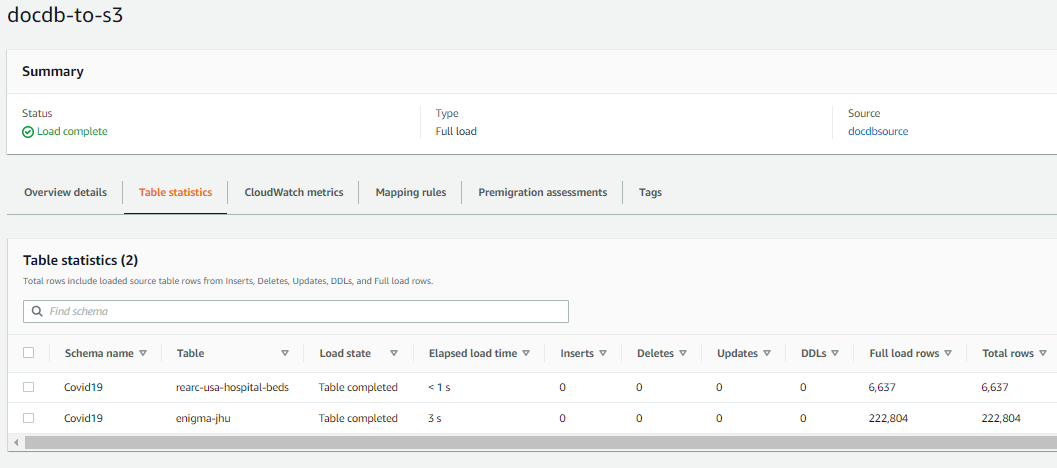 docdb-to-s3
Summary
Status Type Source
Load complete Full load docdbsource
Overview details Table statistics CloudWatch metrics Mapping rules Premigration assessments Tags
Table statistics (2)
Total rows include loaded source table rows from Inserts, Deletes, Updates, DDLs, and Full load rows.
Find schema
Schema name Table Load state Elapsed load time Inserts Deletes Updates DDLs Full load rows Total rows
Covid19 rearc-usa-hospital-beds Table completed < 1 s 0 0 0 0 6,637 6,637
Covid19 enigma-jhu Table completed 3 s 0 0 0 0 222,804 222,804